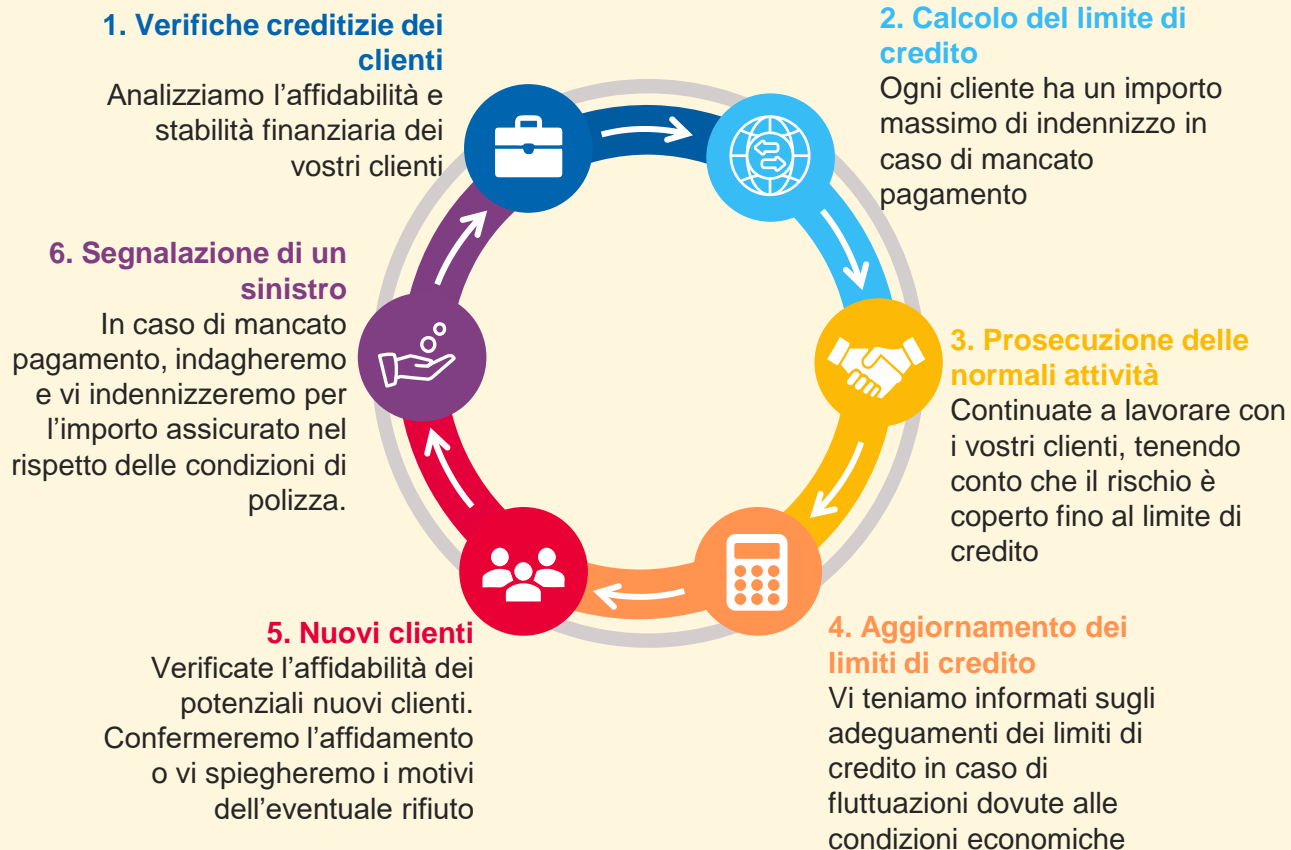 1. Verifiche creditizie dei
clienti
Analizziamo l’affidabilità e
stabilità finanziaria dei
vostri clienti
2. Calcolo del limite di
credito
Ogni cliente ha un importo
massimo di indennizzo in
caso di mancato
pagamento
3. Prosecuzione delle
normali attività
Continuate a lavorare con
i vostri clienti, tenendo
conto che il rischio è
coperto fino al limite di
credito
4. Aggiornamento dei
limiti di credito
Vi teniamo informati sugli
adeguamenti dei limiti di
credito in caso di
fluttuazioni dovute alle
condizioni economiche
5. Nuovi clienti
Verificate l’affidabilità dei
potenziali nuovi clienti.
Confermeremo l’affidamento
o vi spiegheremo i motivi
dell’eventuale rifiuto
6. Segnalazione di un
sinistro
In caso di mancato
pagamento, indagheremo
e vi indennizzeremo per
l’importo assicurato nel
rispetto delle condizioni di
polizza.